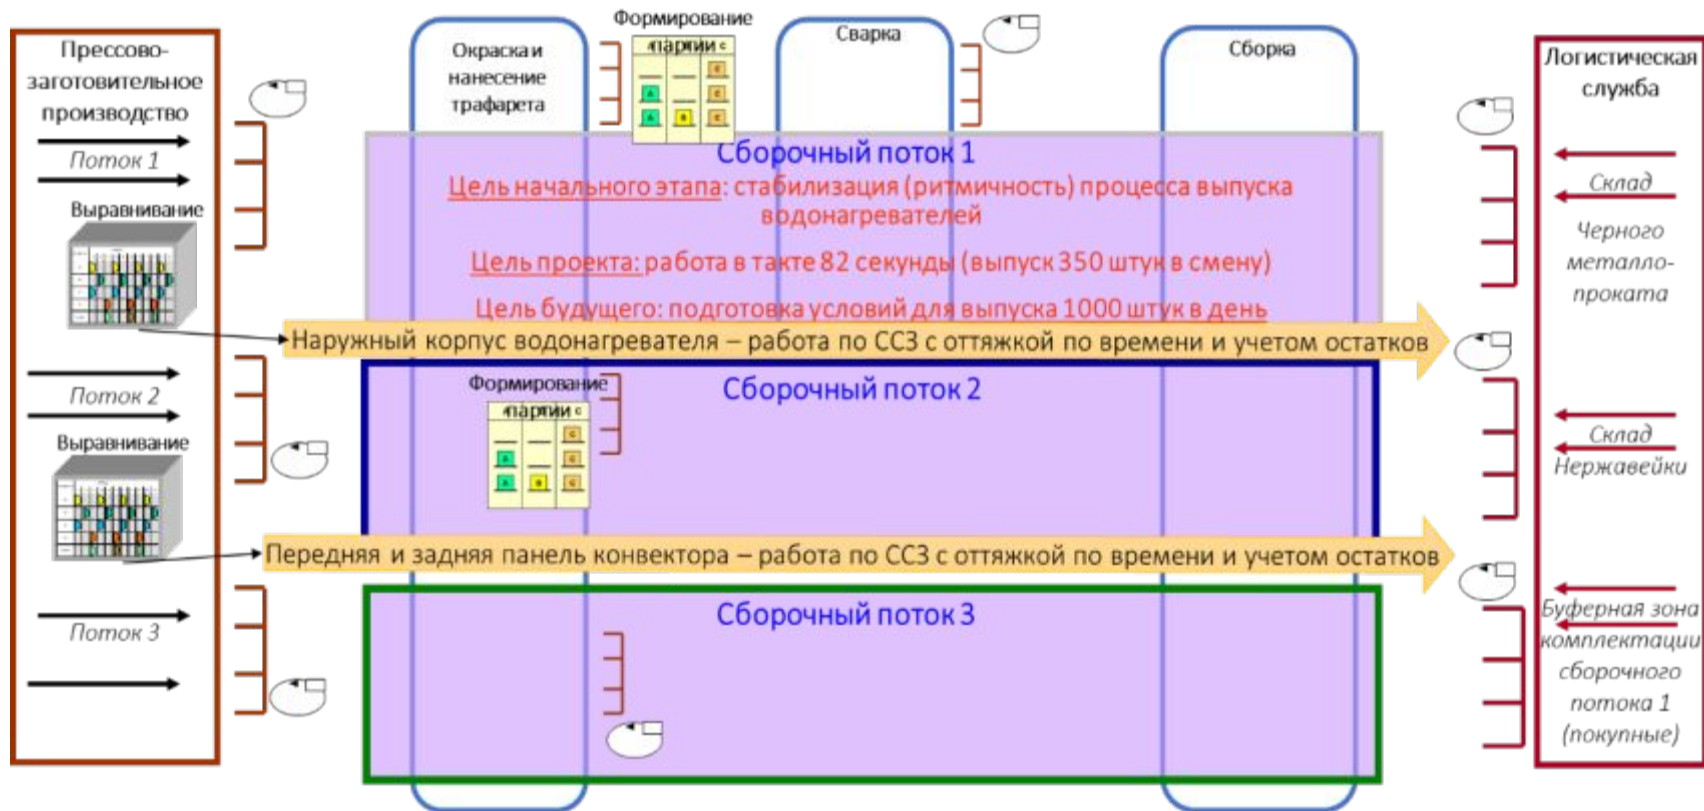 Прессово-
заготовительное
производство
Поток 1
Выравнивание
Поток 2
Выравнивание
Поток 3
Окраска и
нанесение
трафарета
Формирование
партии
A
C
C
A
C
A
B
C
Сварка
Сборка
Сборочный поток 1
Цель начального этапа: стабилизация (ритмичность) процесса выпуска
водонагревателей
Цель проекта: работа в такте 82 секунды (выпуск 350 штук в смену)
Цель будущего: подготовка условий для выпуска 1000 штук в день
Наружный корпус водонагревателя – работа по ССЗ с оттяжкой по времени и учетом остатков
Сборочный поток 2
Формирование
партии
C
C
A
C
A
B
C
Передняя и задняя панель конвектора – работа по ССЗ с оттяжкой по времени и учетом остатков
Сборочный поток 3
Логистическая
служба
Склад
Черного
металло-
проката
Склад
Нержавейки
Буферная зона
комплектации
сборочного
потока 1
(покупные)